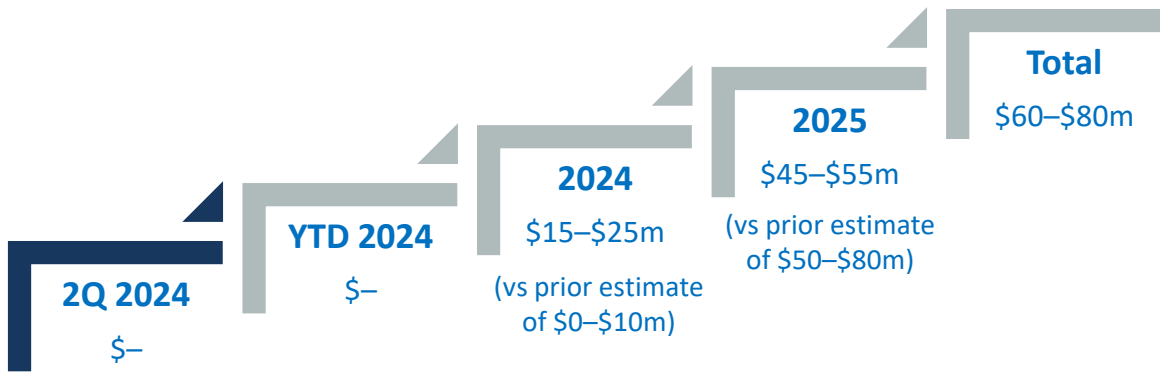 2Q 2024
$–
YTD 2024
$–
2024
$15–$25m
(vs prior estimate
of $0–$10m)
2025
$45–$55m
(vs prior estimate
of $50–$80m)
Total
$60–$80m